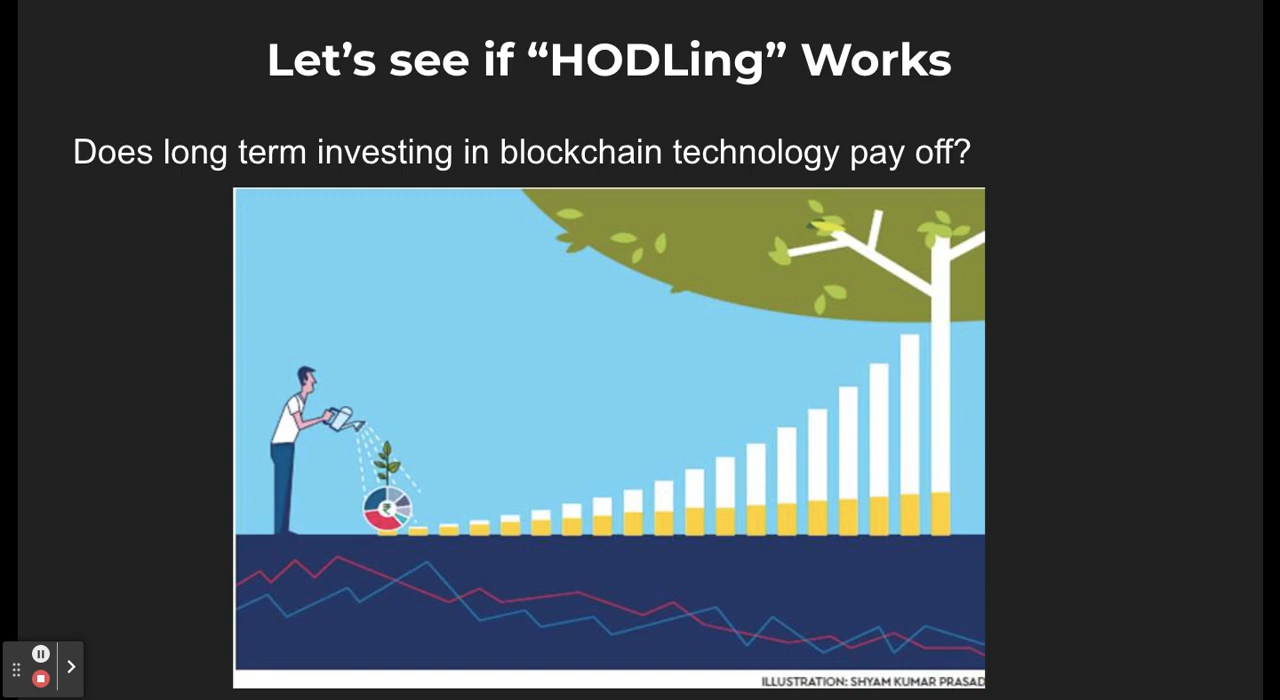 Let’s see if “HODLing” Works
Does long term investing in blockchain technology pay off?
₹
ILLUSTRATION: SHYAM KUMAR PRASAD